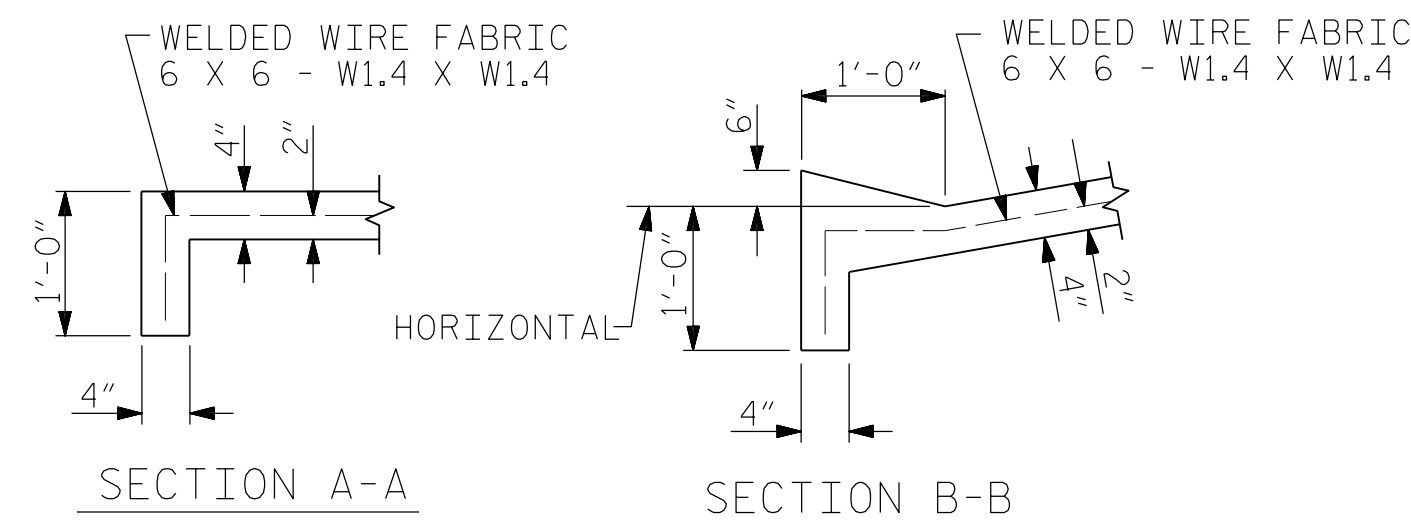 WELDED WIRE FABRIC
6 X 6 - W1.4 X W1.4
4"
2"
1'-0"
4"
SECTION A-A
WELDED WIRE FABRIC
6 X 6 - W1.4 X W1.4
1'-0"
6"
1'-0"
HORIZONTAL
4"
2"
4"
SECTION B-B